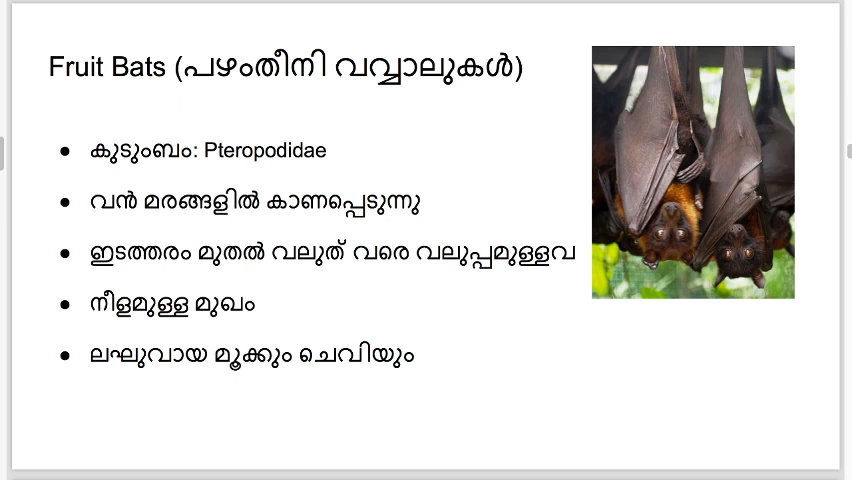 Fruit Bats (പഴംതീനി വവ്വാലുകൾ)
● കുടുംബം: Pteropodidae
● വൻ മരങ്ങളിൽ കാണപ്പെടുന്നു
● ഇടത്തരം മുതൽ വലുത് വരെ വലുപ്പമുള്ളവ
● നീളമുള്ള മുഖം
● ലഘുവായ മൂക്കും ചെവിയും